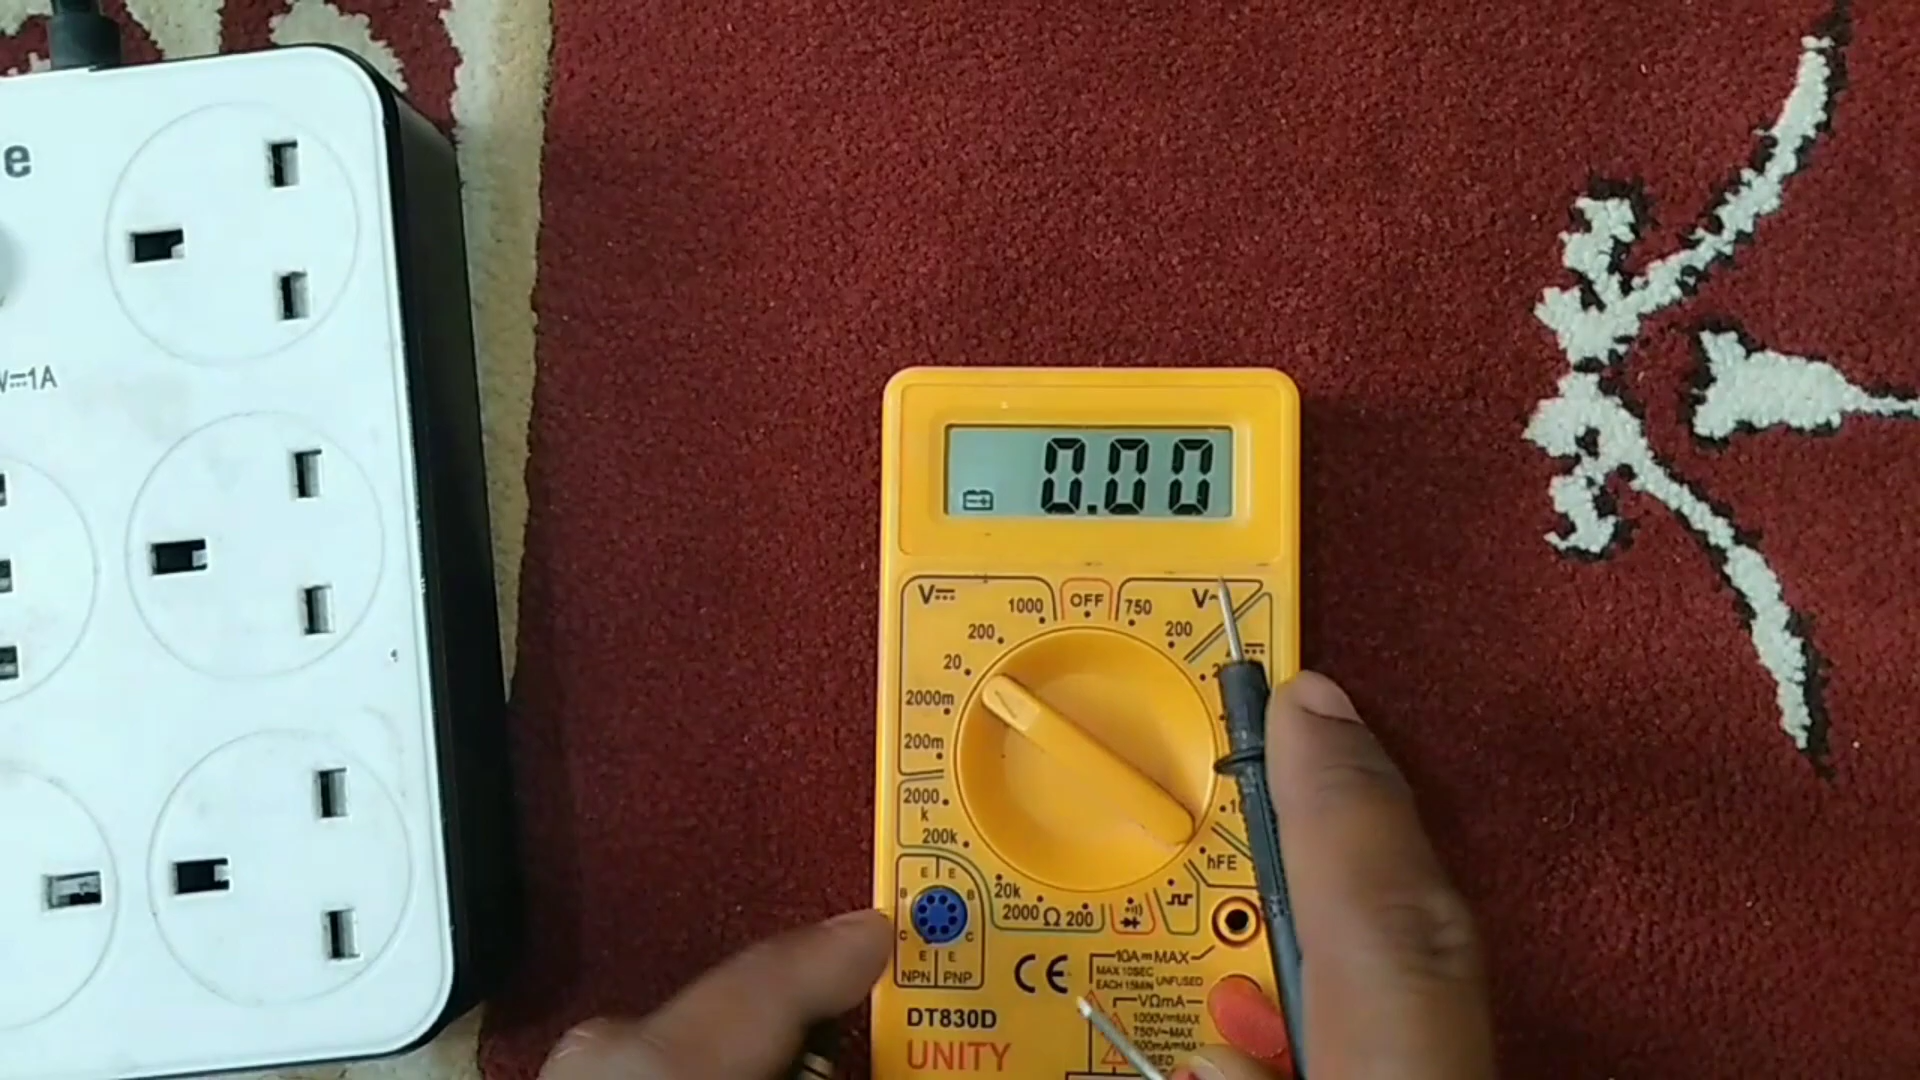 e
V⎓1A
0.00
V⎓
OFF
V~
1000
750
200
200
20
2000m
200m
2000
k
200k
20k
2000
Ω
200
hFE
E E
B B
C C
E E
NPN PNP
CE
10A⎓MAX
MAX 10SEC
EACH 15MIN
UNFUSED
VΩmA
1000V⎓MAX
750V~MAX
DT830D
UNITY